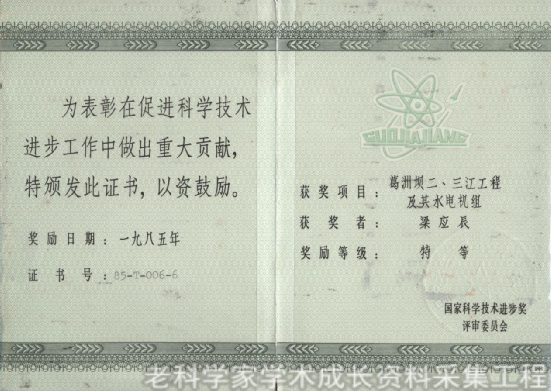 为表彰在促进科学技术
进步工作中做出重大贡献，
特颁发此证书，以资鼓励。
奖励日期：一九八五年
证书号：85-T-006-6
GUOJIAJIANG
获奖项目：葛洲坝二、三江工程
及其水电机组
获奖者：梁应辰
奖励等级：特等
国家科学技术进步奖
评审委员会
老科学家学术成长资料采集工程